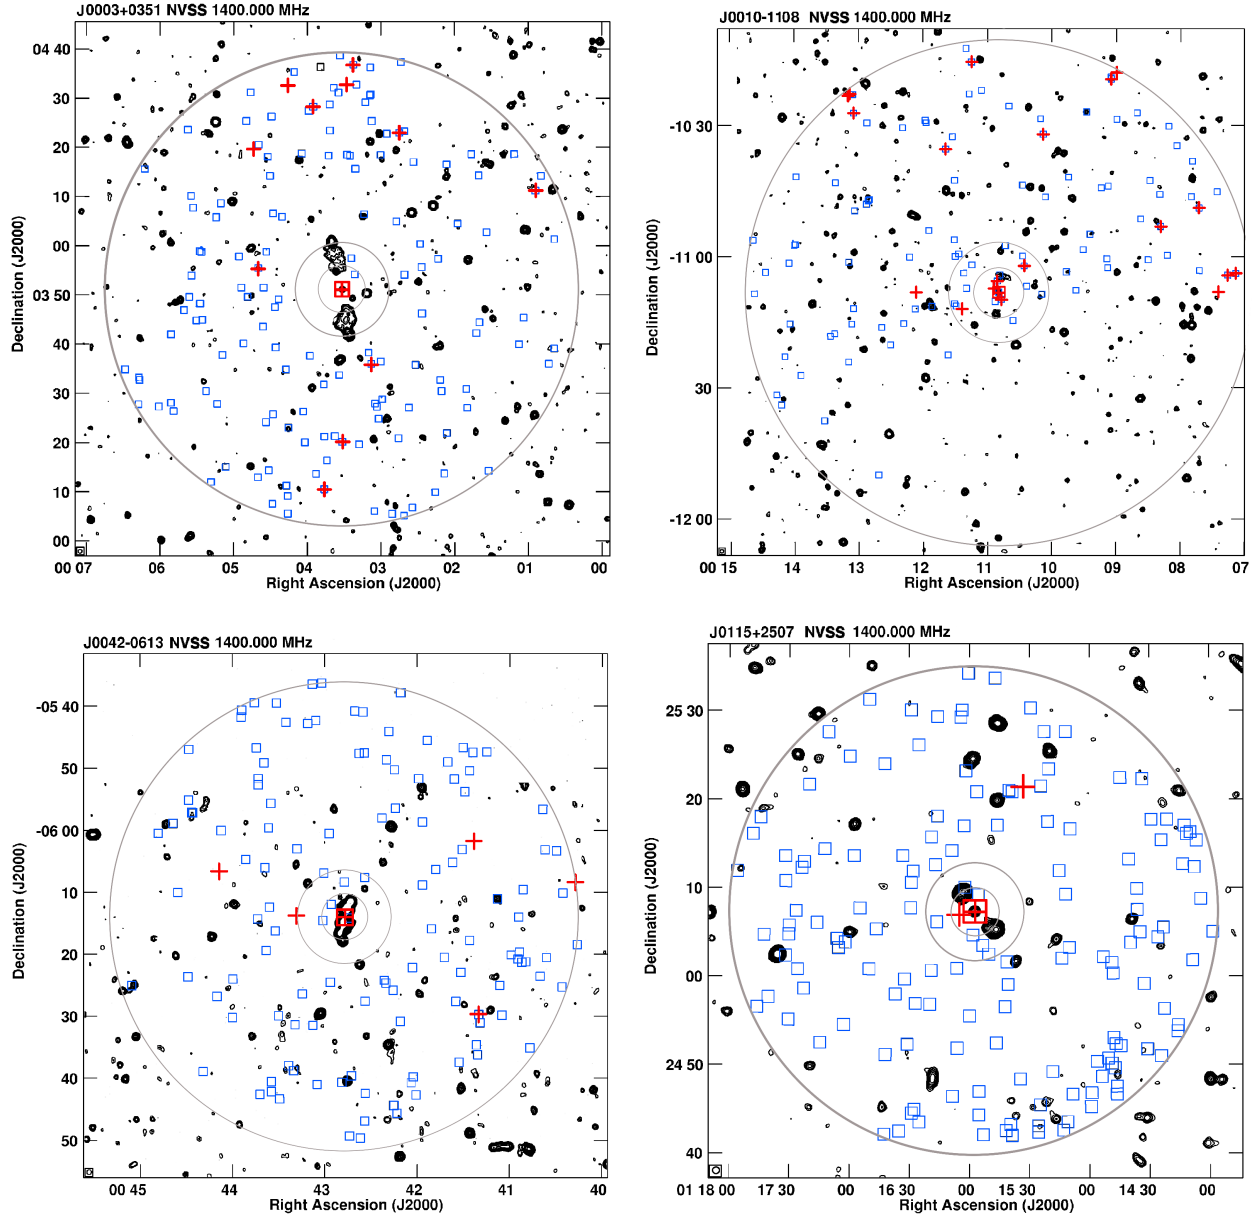 J0003+0351 NVSS 1400.000 MHz
04 40
30
20
10
00
03 50
40
30
20
10
00
Declination (J2000)
00 07 06 05 04 03 02 01 00
Right Ascension (J2000)
J0010-1108 NVSS 1400.000 MHz
-10 30
-11 00
30
-12 00
Declination (J2000)
00 15 14 13 12 11 10 09 08 07
Right Ascension (J2000)
J0042-0613 NVSS 1400.000 MHz
-05 40
50
-06 00
10
20
30
40
50
Declination (J2000)
00 45 44 43 42 41 40
Right Ascension (J2000)
J0115+2507 NVSS 1400.000 MHz
25 30
20
10
00
24 50
40
Declination (J2000)
01 18 00 17 30 00 16 30 00 15 30 00 14 30 00
Right Ascension (J2000)